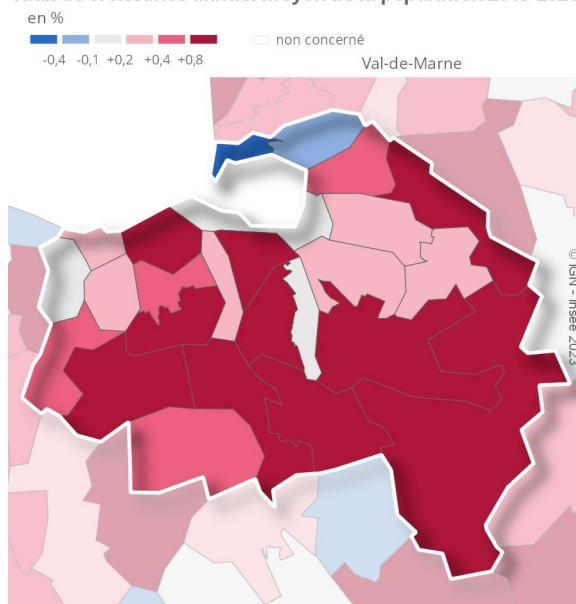 en %
-0,4 -0,1 +0,2 +0,4 +0,8
non concerné
Val-de-Marne
© IGN - Insee 2023